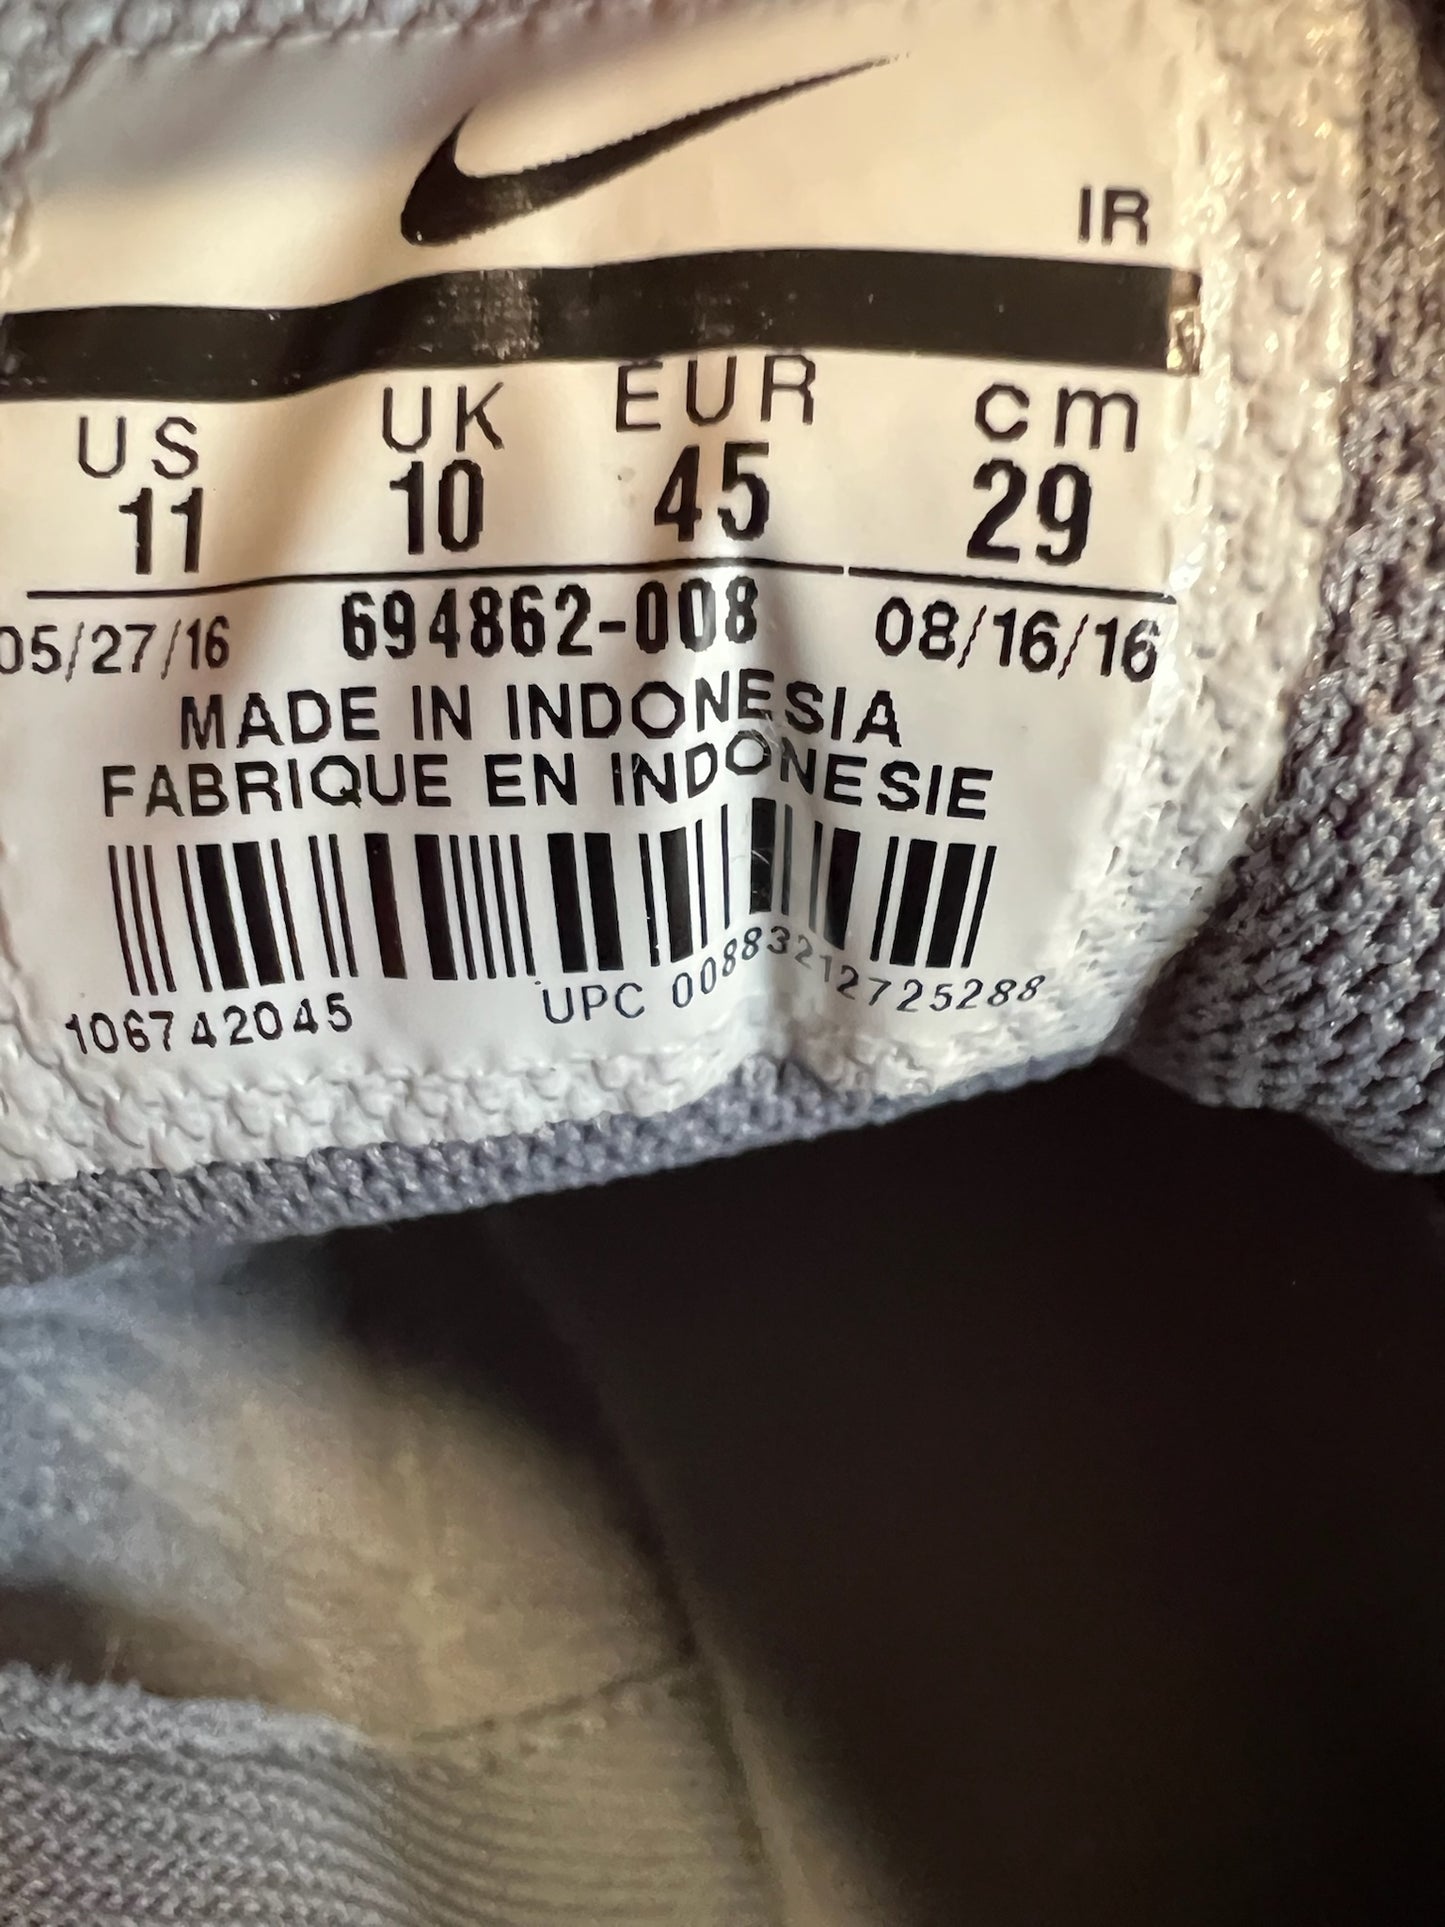 IR
US UK EUR cm
11 10 45 29
05/27/16 694862-008 08/16/16
MADE IN INDONESIA
FABRIQUE EN INDONESIE
106742045 UPC 00883212725288